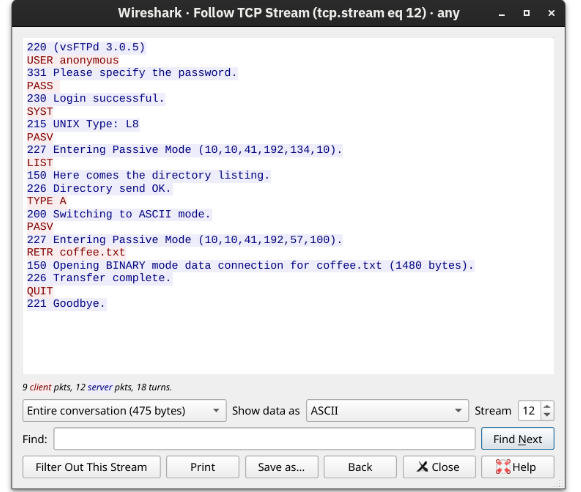 Wireshark · Follow TCP Stream (tcp.stream eq 12) · any
220 (vsFTPd 3.0.5)
USER anonymous
331 Please specify the password.
PASS
230 Login successful.
SYST
215 UNIX Type: L8
PASV
227 Entering Passive Mode (10,10,41,192,134,10).
LIST
150 Here comes the directory listing.
226 Directory send OK.
TYPE A
200 Switching to ASCII mode.
PASV
227 Entering Passive Mode (10,10,41,192,57,100).
RETR coffee.txt
150 Opening BINARY mode data connection for coffee.txt (1480 bytes).
226 Transfer complete.
QUIT
221 Goodbye.
9 client pkts, 12 server pkts, 18 turns.
Entire conversation (475 bytes) Show data as ASCII Stream 12
Find: Find Next
Filter Out This Stream Print Save as... Back Close Help